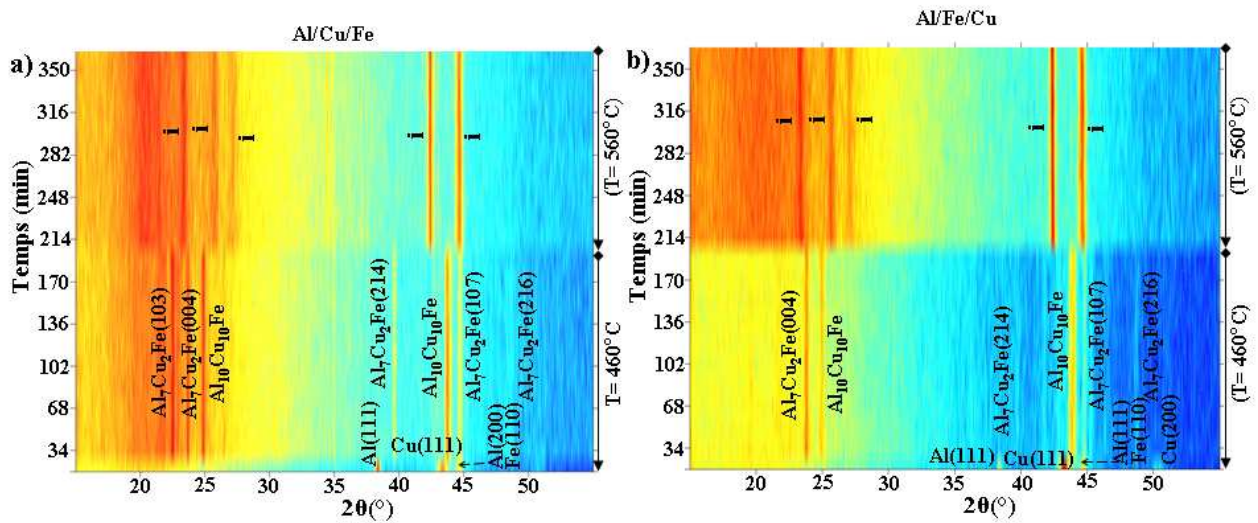 Al/Cu/Fe
a)
Temps (min)
350
316
282
248
214
170
136
102
68
34
i i i i i
Al₇Cu₂Fe(103)
Al₇Cu₂Fe(004)
Al₁₀Cu₁₀Fe
Al(111)
Al₇Cu₂Fe(214)
Cu(111)
Al₁₀Cu₁₀Fe
Al₇Cu₂Fe(107)
Al(200)
Fe(110)
Al₇Cu₂Fe(216)
(T= 560°C)
T= 460°C
20 25 30 35 40 45 50
2θ(°)
Al/Fe/Cu
b)
Temps (min)
350
316
282
248
214
170
136
102
68
34
i i i i i
Al₇Cu₂Fe(004)
Al₁₀Cu₁₀Fe
Al(111)
Al₇Cu₂Fe(214)
Cu(111)
Al₁₀Cu₁₀Fe
Al₇Cu₂Fe(107)
Al(111)
Fe(110)
Al₇Cu₂Fe(216)
Cu(200)
(T= 560°C)
(T= 460°C)
20 25 30 35 40 45 50
2θ(°)